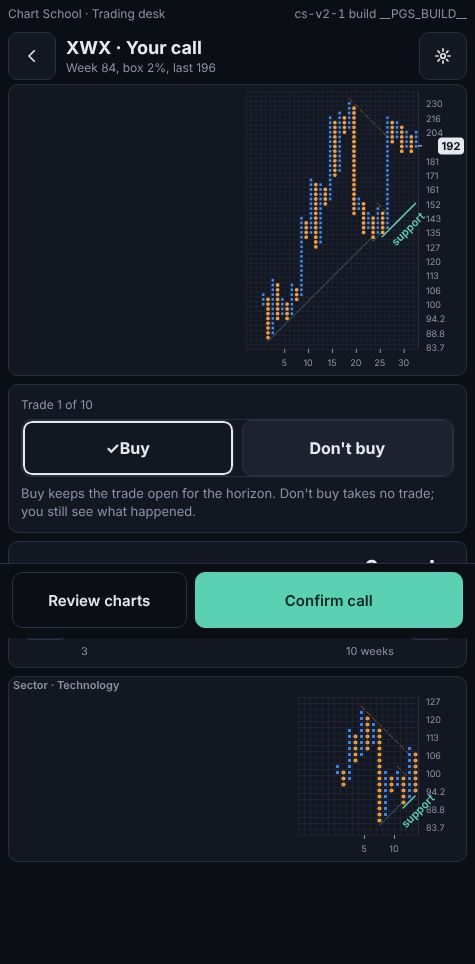 Chart School · Trading desk
cs-v2-1 build __PGS_BUILD__
XWX · Your call
Week 84, box 2%, last 196
230
216
204
192
181
171
161
152
143
135
127
120
113
106
100
94.2
88.8
83.7
support
5 10 15 20 25 30
Trade 1 of 10
✓Buy
Don't buy
Buy keeps the trade open for the horizon. Don't buy takes no trade;
you still see what happened.
Review charts
Confirm call
3
10 weeks
Sector · Technology
127
120
113
106
100
94.2
88.8
83.7
support
5 10